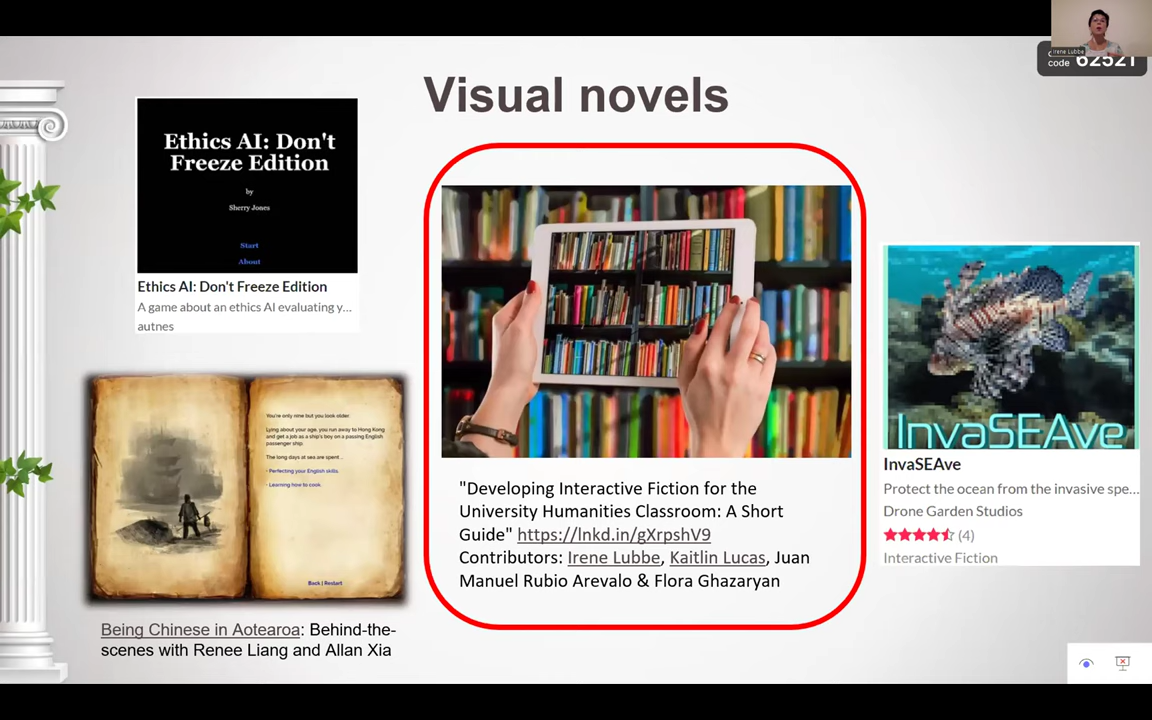 Visual novels
Irene Lubbe
code 62521
Ethics AI: Don't
Freeze Edition
by
Sherry Jones
Start
About
Ethics AI: Don't Freeze Edition
A game about an ethics AI evaluating y...
autnes
You're only nine but you look older.
Lying about your age, you run away to Hong Kong
and get a job as a ship's boy on a passing English
passenger ship.
The long days at sea are spent...
- Perfecting your English skills.
- Learning how to cook.
Back | Restart
Being Chinese in Aotearoa: Behind-the-
scenes with Renee Liang and Allan Xia
"Developing Interactive Fiction for the
University Humanities Classroom: A Short
Guide" https://lnkd.in/gXrpshV9
Contributors: Irene Lubbe, Kaitlin Lucas, Juan
Manuel Rubio Arevalo & Flora Ghazaryan
InvaSEAve
InvaSEAve
Protect the ocean from the invasive spe...
Drone Garden Studios
(4)
Interactive Fiction